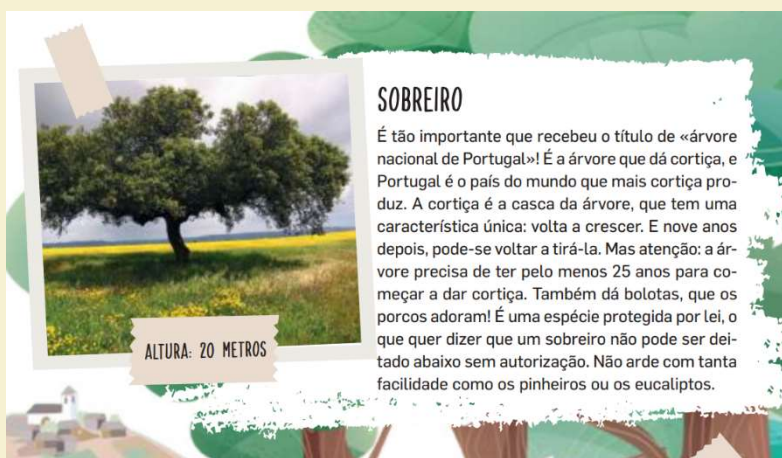 SOBREIRO
É tão importante que recebeu o título de «árvore
nacional de Portugal»! É a árvore que dá cortiça, e
Portugal é o país do mundo que mais cortiça pro-
duz. A cortiça é a casca da árvore, que tem uma
característica única: volta a crescer. E nove anos
depois, pode-se voltar a tirá-la. Mas atenção: a ár-
vore precisa de ter pelo menos 25 anos para co-
meçar a dar cortiça. Também dá bolotas, que os
porcos adoram! É uma espécie protegida por lei, o
que quer dizer que um sobreiro não pode ser dei-
tado abaixo sem autorização. Não arde com tanta
facilidade como os pinheiros ou os eucaliptos.
ALTURA: 20 METROS